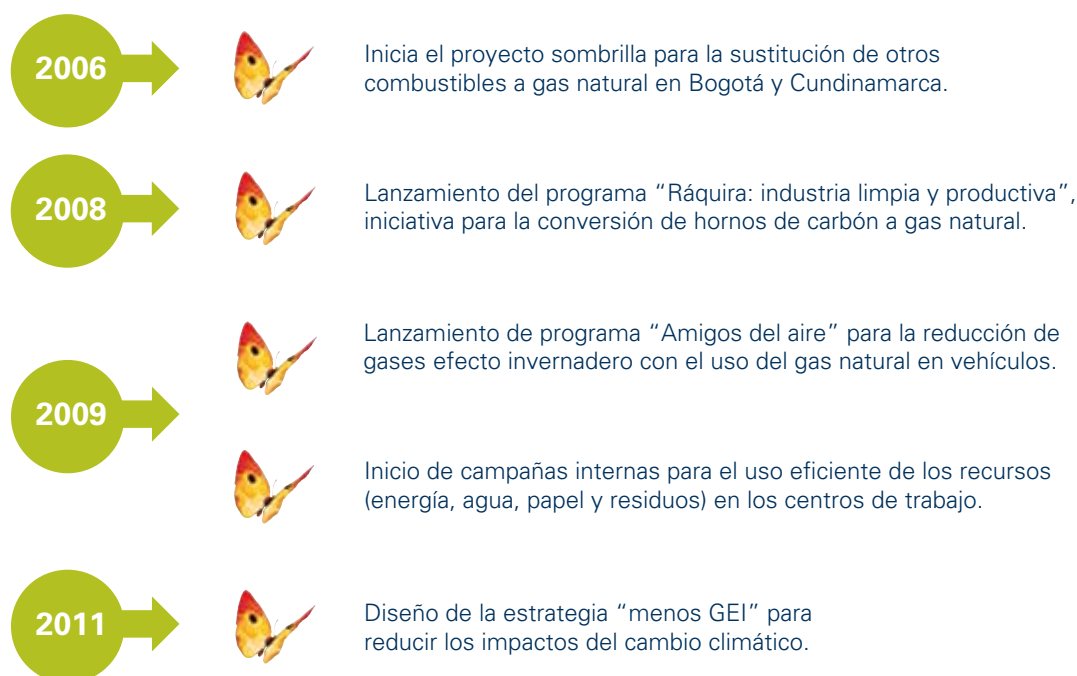 2006
Inicia el proyecto sombrilla para la sustitución de otros
combustibles a gas natural en Bogotá y Cundinamarca.
2008
Lanzamiento del programa “Ráquira: industria limpia y productiva”,
iniciativa para la conversión de hornos de carbón a gas natural.
2009
Lanzamiento de programa “Amigos del aire” para la reducción de
gases efecto invernadero con el uso del gas natural en vehículos.
Inicio de campañas internas para el uso eficiente de los recursos
(energía, agua, papel y residuos) en los centros de trabajo.
2011
Diseño de la estrategia “menos GEI” para
reducir los impactos del cambio climático.